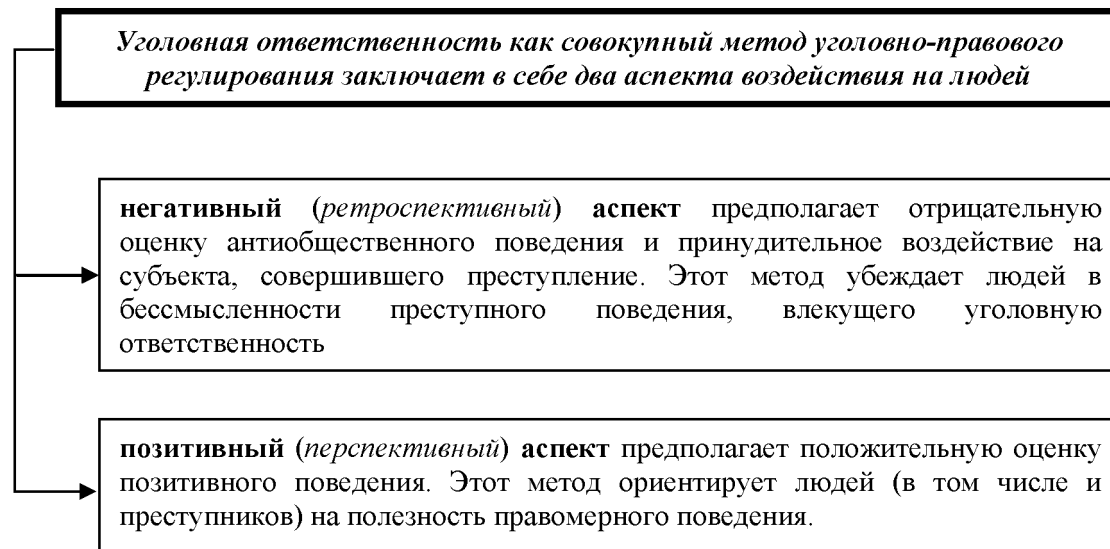 Уголовная ответственность как совокупный метод уголовно-правового
регулирования заключает в себе два аспекта воздействия на людей
негативный (ретроспективный) аспект предполагает отрицательную
оценку антиобщественного поведения и принудительное воздействие на
субъекта, совершившего преступление. Этот метод убеждает людей в
бессмысленности преступного поведения, влекущего уголовную
ответственность
позитивный (перспективный) аспект предполагает положительную оценку
позитивного поведения. Этот метод ориентирует людей (в том числе и
преступников) на полезность правомерного поведения.